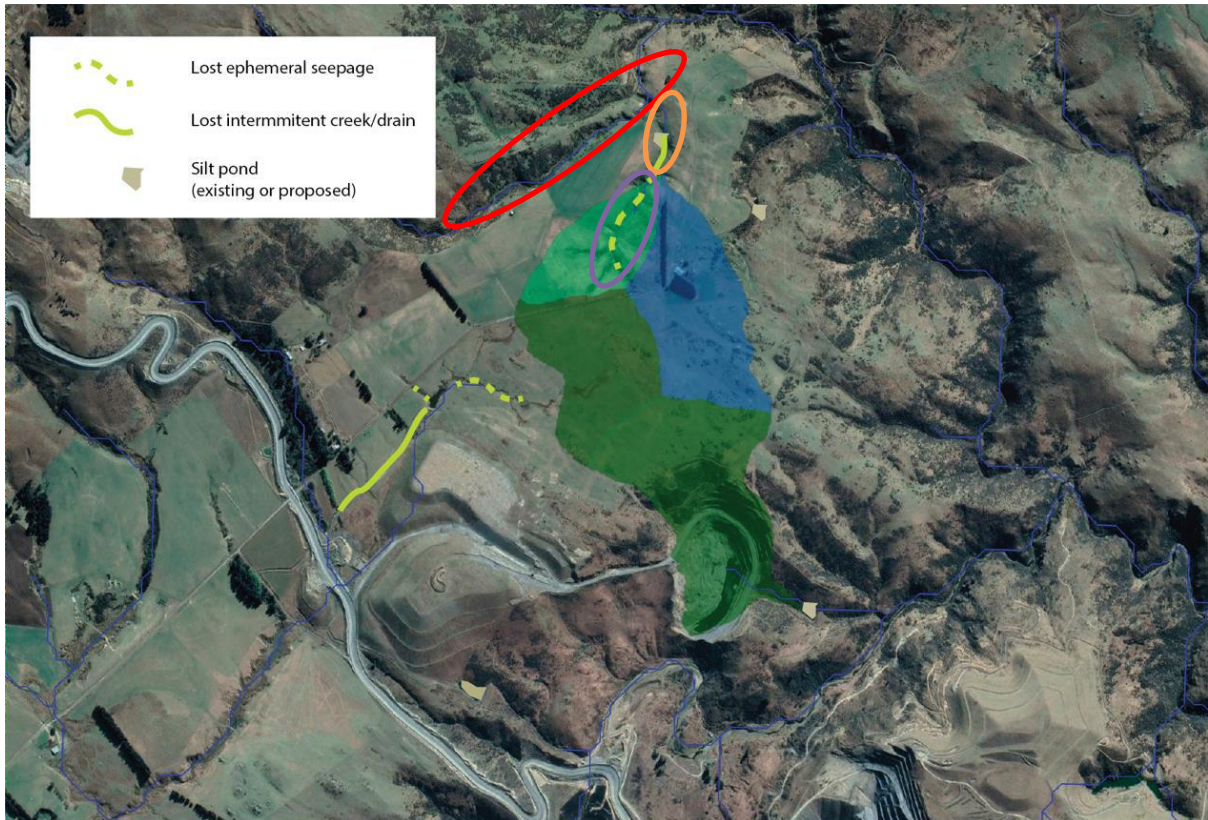 Lost ephemeral seepage
Lost intermmitent creek/drain
Silt pond
(existing or proposed)